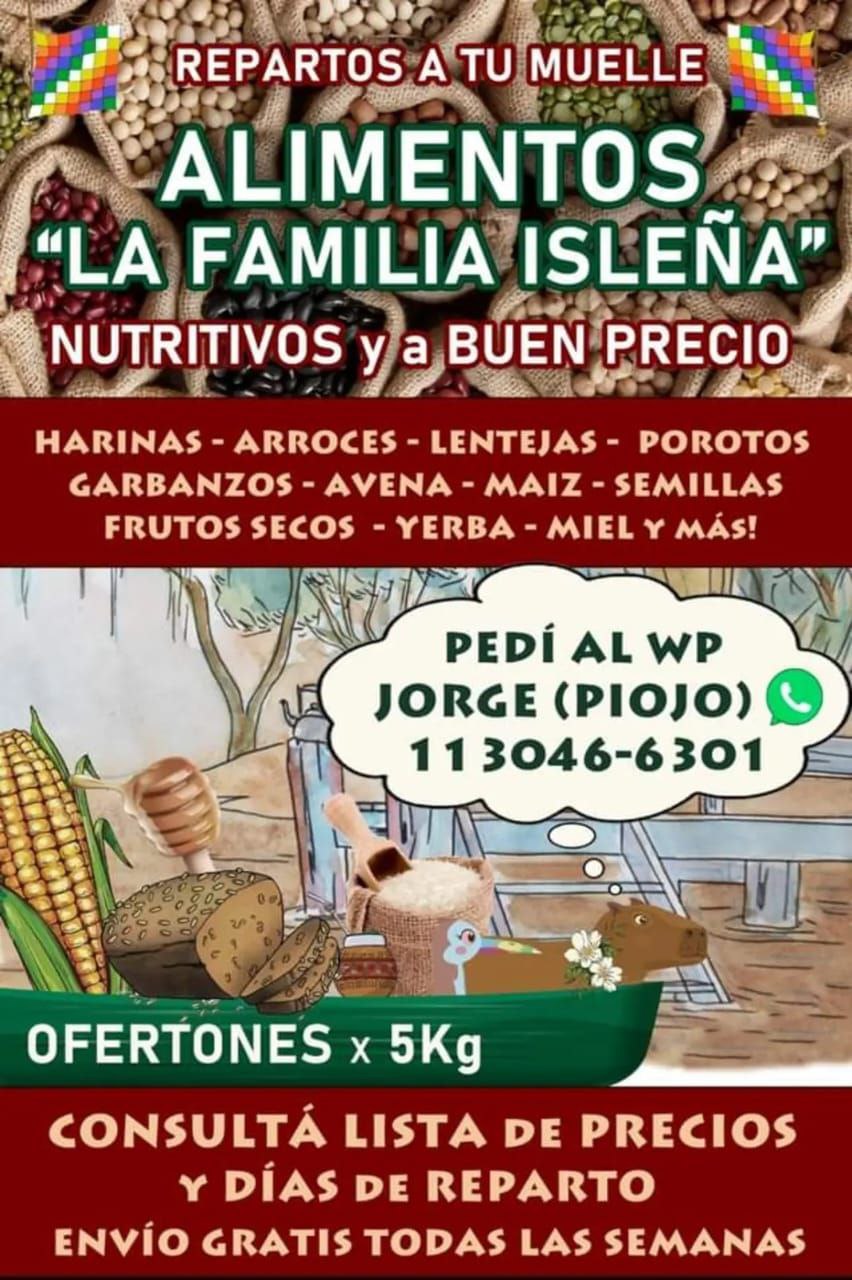 REPARTOS A TU MUELLE
ALIMENTOS
“LA FAMILIA ISLEÑA”
NUTRITIVOS y a BUEN PRECIO
HARINAS - ARROCES - LENTEJAS - POROTOS
GARBANZOS - AVENA - MAIZ - SEMILLAS
FRUTOS SECOS - YERBA - MIEL Y MÁS!
PEDÍ AL WP
JORGE (PIOJO)
11 3046-6301
OFERTONES x 5Kg
CONSULTÁ LISTA DE PRECIOS
Y DÍAS DE REPARTO
ENVÍO GRATIS TODAS LAS SEMANAS